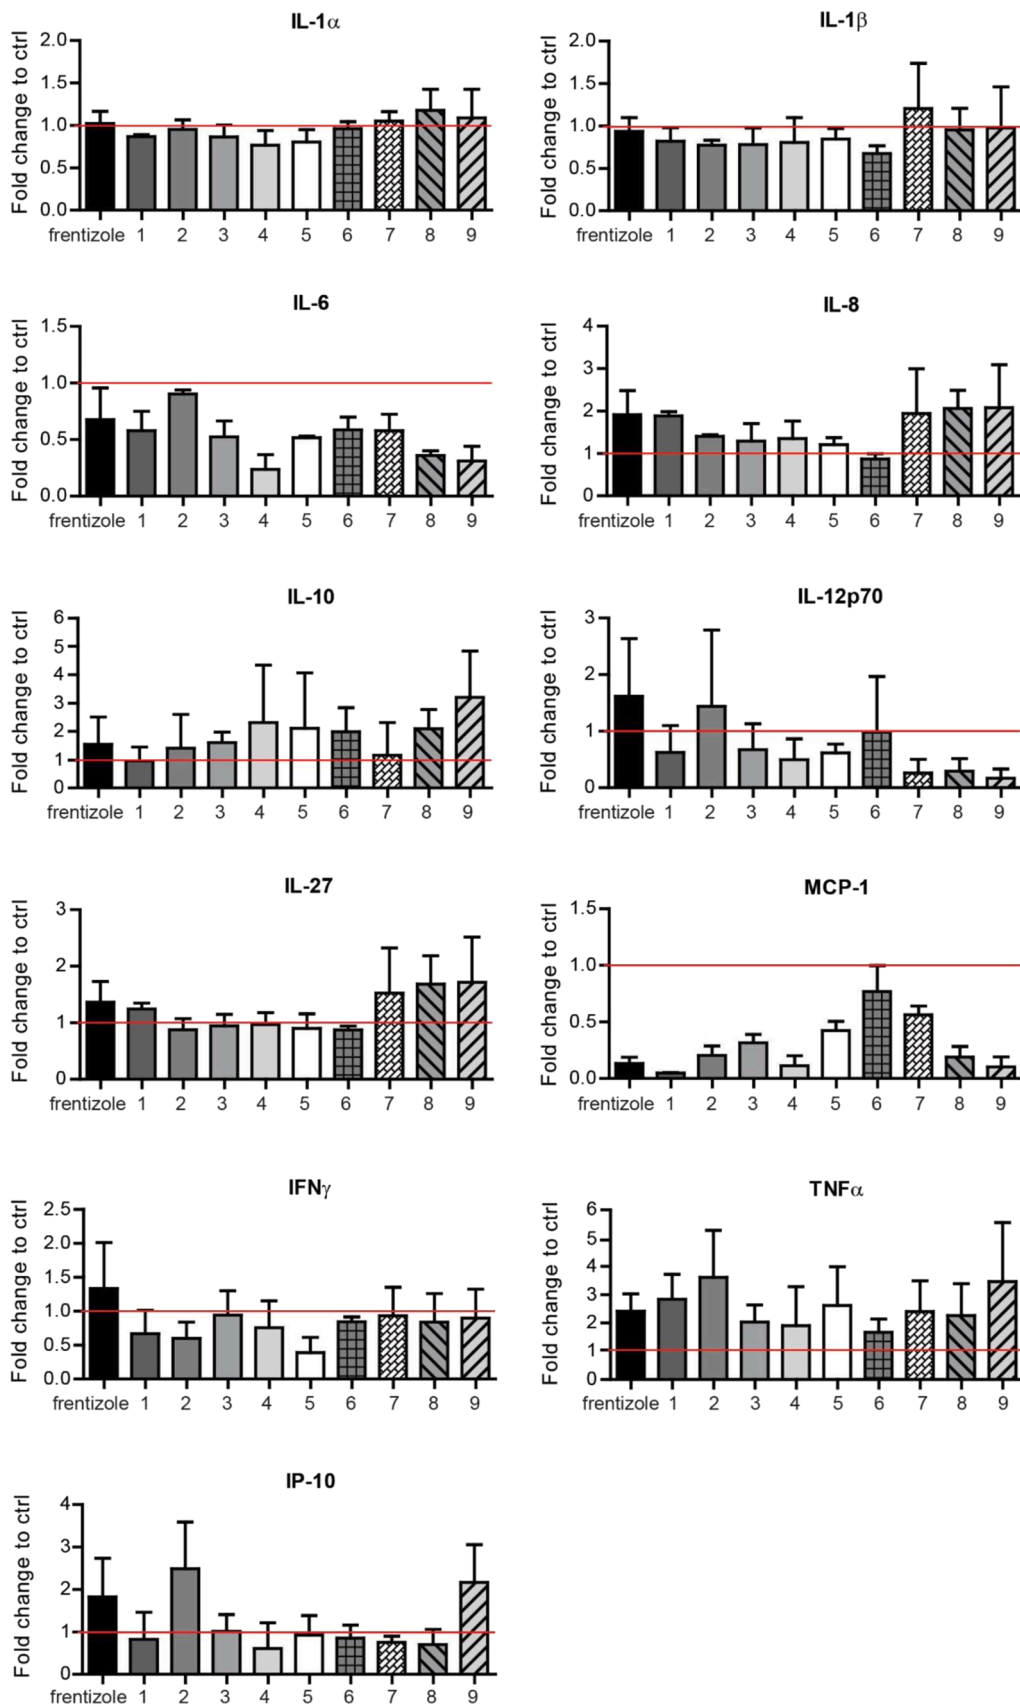 IL-1α
Fold change to ctrl
2.0
1.5
1.0
0.5
0.0
frentizole 1 2 3 4 5 6 7 8 9
IL-1β
Fold change to ctrl
2.0
1.5
1.0
0.5
0.0
frentizole 1 2 3 4 5 6 7 8 9
IL-6
Fold change to ctrl
1.5
1.0
0.5
0.0
frentizole 1 2 3 4 5 6 7 8 9
IL-8
Fold change to ctrl
4
3
2
1
0
frentizole 1 2 3 4 5 6 7 8 9
IL-10
Fold change to ctrl
6
5
4
3
2
1
0
frentizole 1 2 3 4 5 6 7 8 9
IL-12p70
Fold change to ctrl
3
2
1
0
frentizole 1 2 3 4 5 6 7 8 9
IL-27
Fold change to ctrl
3
2
1
0
frentizole 1 2 3 4 5 6 7 8 9
MCP-1
Fold change to ctrl
1.5
1.0
0.5
0.0
frentizole 1 2 3 4 5 6 7 8 9
IFNγ
Fold change to ctrl
2.5
2.0
1.5
1.0
0.5
0.0
frentizole 1 2 3 4 5 6 7 8 9
TNFα
Fold change to ctrl
6
5
4
3
2
1
0
frentizole 1 2 3 4 5 6 7 8 9
IP-10
Fold change to ctrl
4
3
2
1
0
frentizole 1 2 3 4 5 6 7 8 9